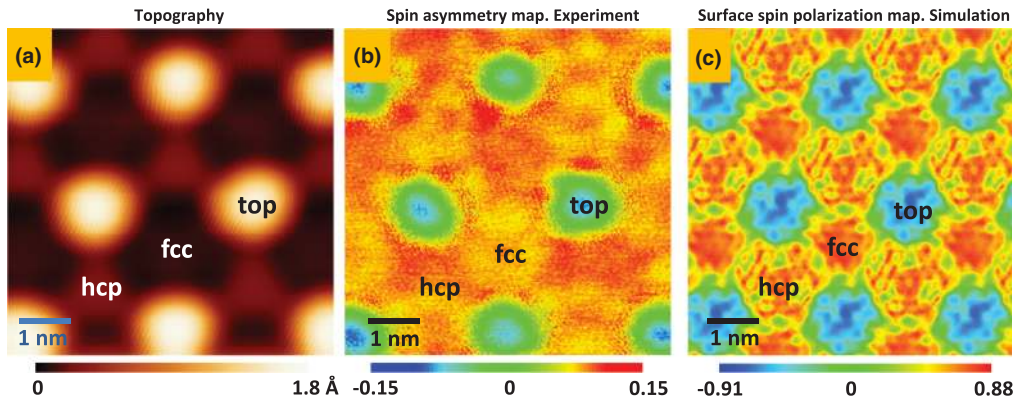 Topography
Spin asymmetry map. Experiment
Surface spin polarization map. Simulation
(a)
top
fcc
hcp
1 nm
0
1.8 Å
(b)
top
fcc
hcp
1 nm
-0.15
0
0.15
(c)
top
fcc
hcp
1 nm
-0.91
0
0.88